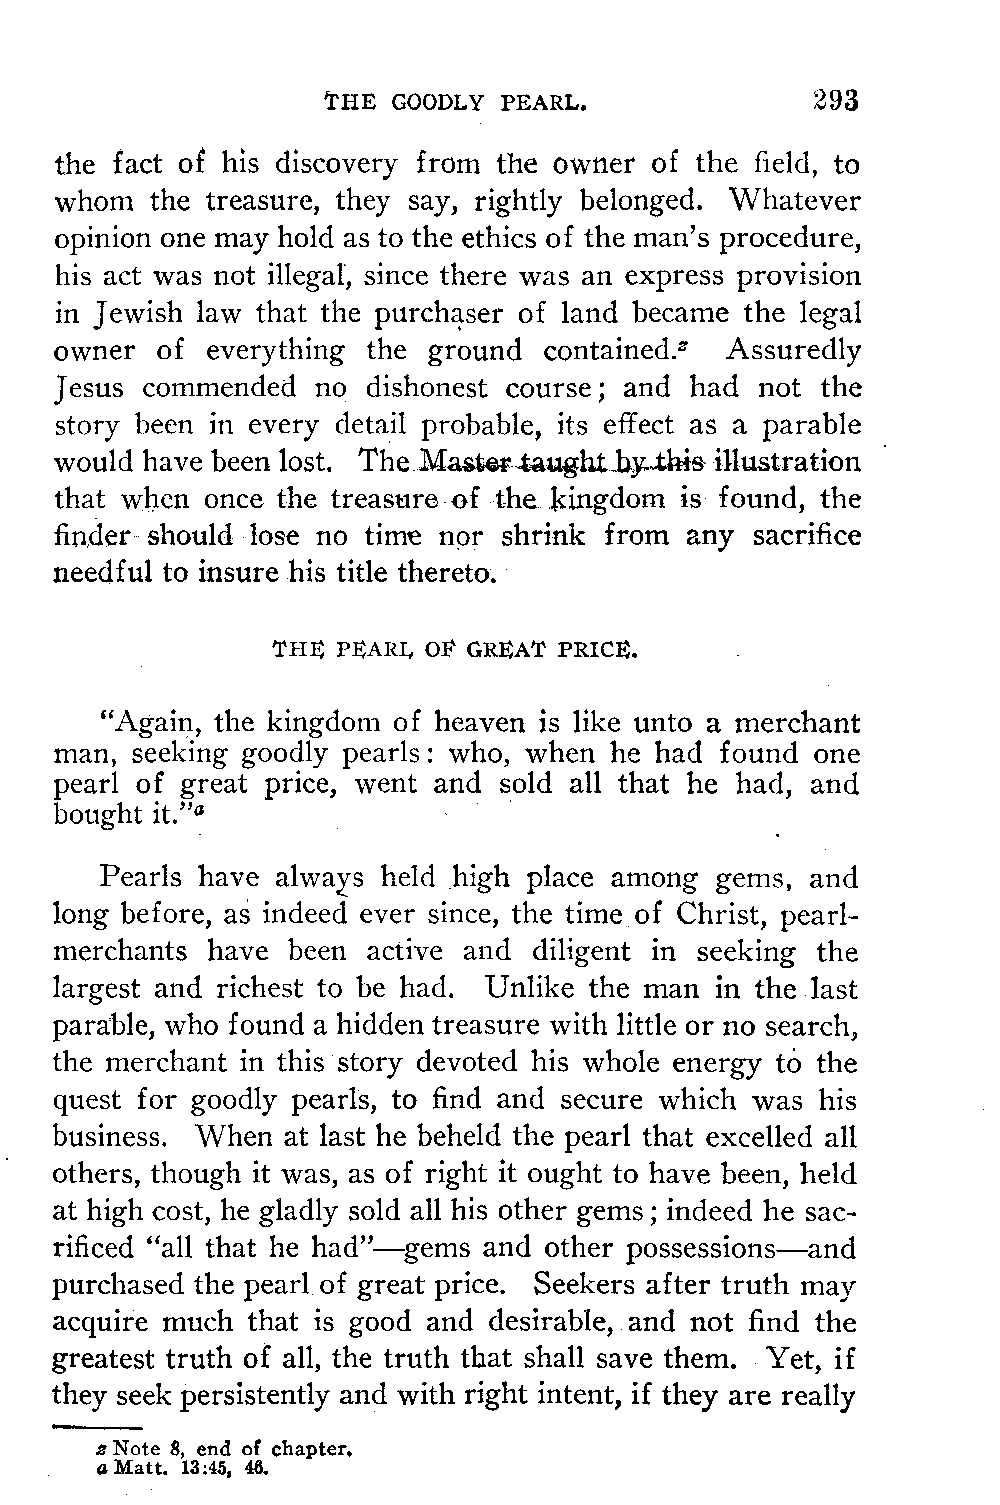 THE GOODLY PEARL. 293
the fact of his discovery from the owner of the field, to
whom the treasure, they say, rightly belonged. Whatever
opinion one may hold as to the ethics of the man's procedure,
his act was not illegal, since there was an express provision
in Jewish law that the purchaser of land became the legal
owner of everything the ground contained.z Assuredly
Jesus commended no dishonest course; and had not the
story been in every detail probable, its effect as a parable
would have been lost. The Master taught by this illustration
that when once the treasure of the kingdom is found, the
finder should lose no time nor shrink from any sacrifice
needful to insure his title thereto.
THE PEARL OF GREAT PRICE.
"Again, the kingdom of heaven is like unto a merchant
man, seeking goodly pearls: who, when he had found one
pearl of great price, went and sold all that he had, and
bought it."a
Pearls have always held high place among gems, and
long before, as indeed ever since, the time of Christ, pearl-
merchants have been active and diligent in seeking the
largest and richest to be had. Unlike the man in the last
parable, who found a hidden treasure with little or no search,
the merchant in this story devoted his whole energy to the
quest for goodly pearls, to find and secure which was his
business. When at last he beheld the pearl that excelled all
others, though it was, as of right it ought to have been, held
at high cost, he gladly sold all his other gems; indeed he sac-
rificed "all that he had"—gems and other possessions—and
purchased the pearl of great price. Seekers after truth may
acquire much that is good and desirable, and not find the
greatest truth of all, the truth that shall save them. Yet, if
they seek persistently and with right intent, if they are really
z Note 8, end of chapter.
a Matt. 13:45, 46.